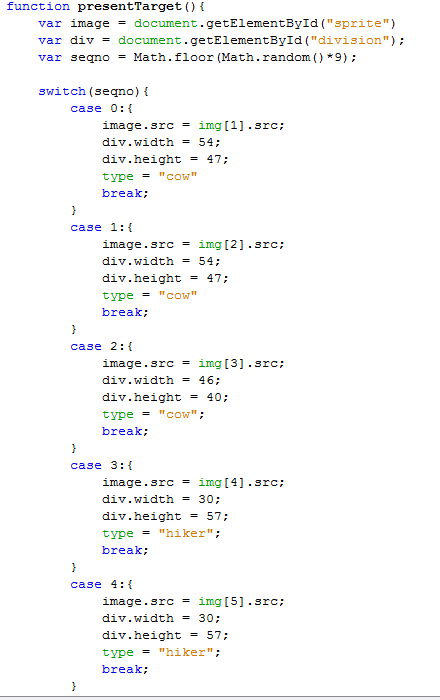 function presentTarget(){
var image = document.getElementById("sprite")
var div = document.getElementById("division");
var seqno = Math.floor(Math.random()*9);
switch(seqno){
case 0:{
image.src = img[1].src;
div.width = 54;
div.height = 47;
type = "cow"
break;
}
case 1:{
image.src = img[2].src;
div.width = 54;
div.height = 47;
type = "cow"
break;
}
case 2:{
image.src = img[3].src;
div.width = 46;
div.height = 40;
type = "cow";
break;
}
case 3:{
image.src = img[4].src;
div.width = 30;
div.height = 57;
type = "hiker";
break;
}
case 4:{
image.src = img[5].src;
div.width = 30;
div.height = 57;
type = "hiker";
break;
}